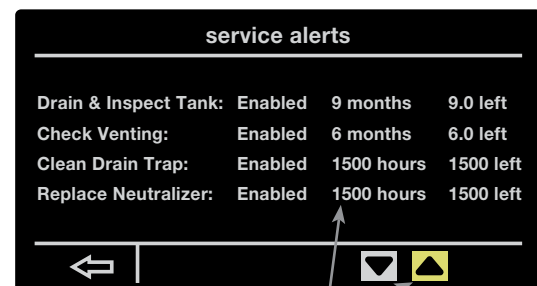 service alerts
Drain & Inspect Tank: Enabled 9 months 9.0 left
Check Venting: Enabled 6 months 6.0 left
Clean Drain Trap: Enabled 1500 hours 1500 left
Replace Neutralizer: Enabled 1500 hours 1500 left